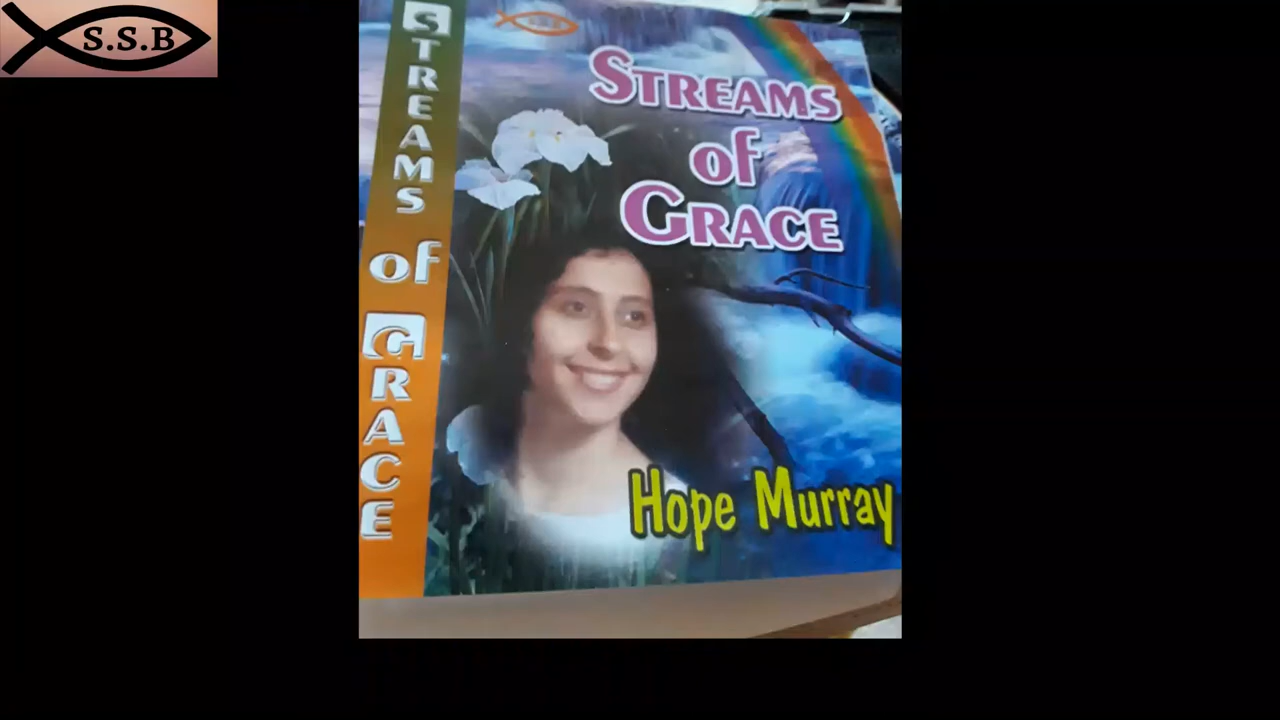 S.S.B
STREAMS of GRACE
S.S.B
STREAMS
of
GRACE
Hope Murray